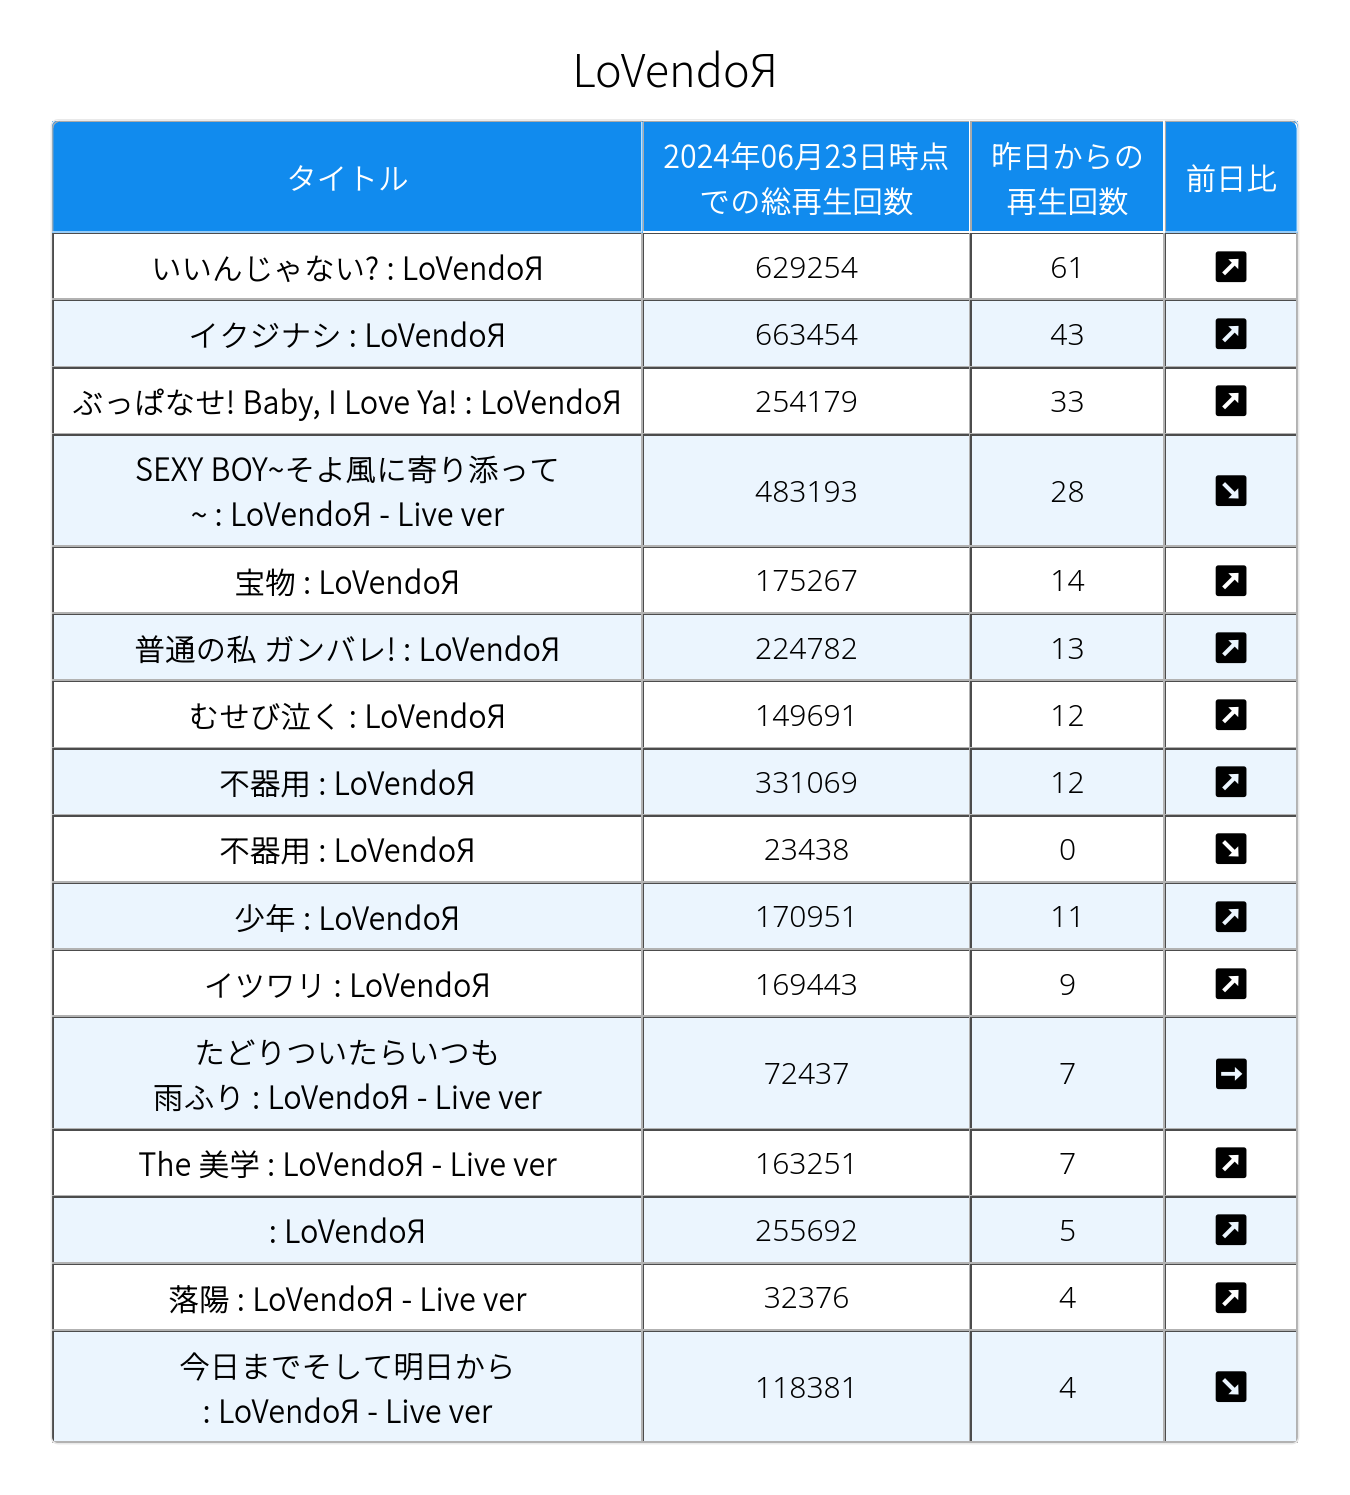 LoVendoЯ
タイトル
2024年06月23日時点
での総再生回数
昨日からの
再生回数
前日比
いいんじゃない? : LoVendoЯ 629254 61
イクジナシ : LoVendoЯ 663454 43
ぶっぱなせ! Baby, I Love Ya! : LoVendoЯ 254179 33
SEXY BOY~そよ風に寄り添って
~ : LoVendoЯ - Live ver 483193 28
宝物 : LoVendoЯ 175267 14
普通の私 ガンバレ! : LoVendoЯ 224782 13
むせび泣く : LoVendoЯ 149691 12
不器用 : LoVendoЯ 331069 12
不器用 : LoVendoЯ 23438 0
少年 : LoVendoЯ 170951 11
イツワリ : LoVendoЯ 169443 9
たどりついたらいつも
雨ふり : LoVendoЯ - Live ver 72437 7
The 美学 : LoVendoЯ - Live ver 163251 7
: LoVendoЯ 255692 5
落陽 : LoVendoЯ - Live ver 32376 4
今日までそして明日から
: LoVendoЯ - Live ver 118381 4